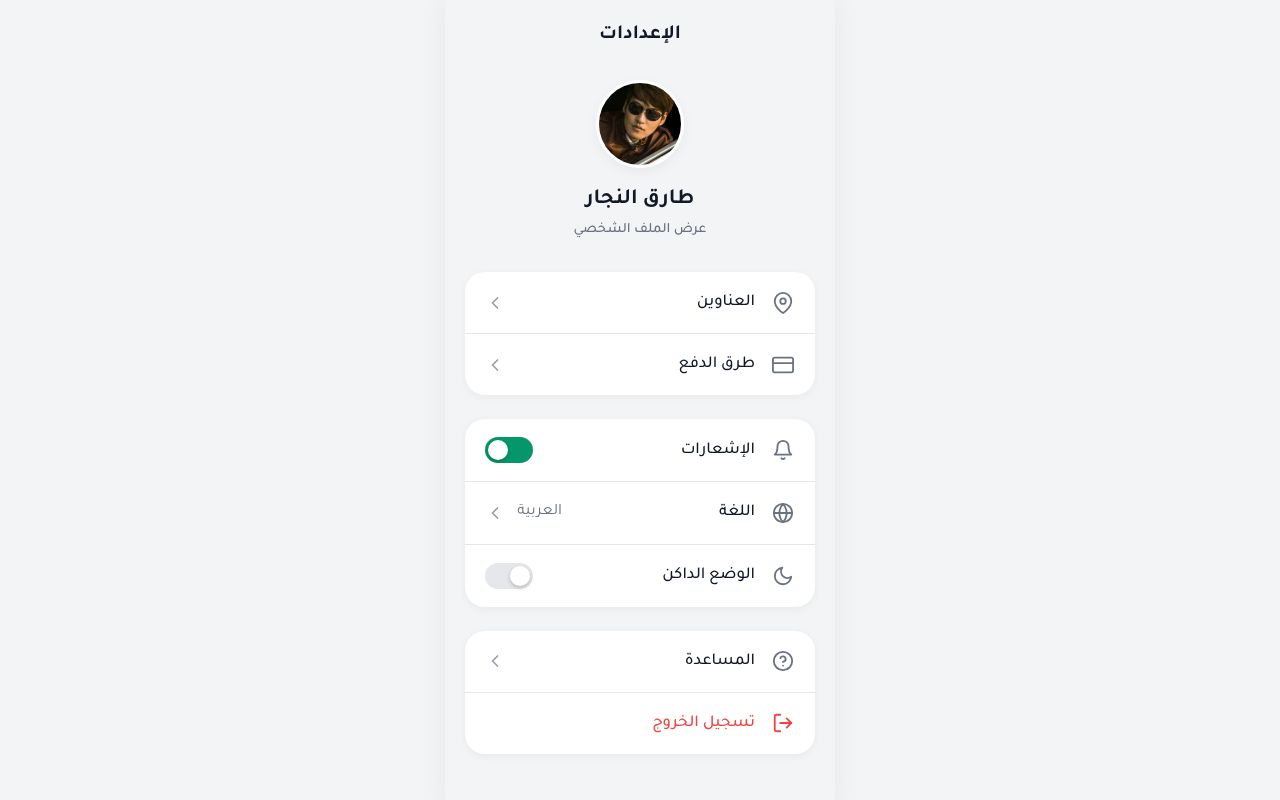 الإعدادات
طارق النجار
عرض الملف الشخصي
العناوين
طرق الدفع
الإشعارات
اللغة العربية
الوضع الداكن
المساعدة
تسجيل الخروج